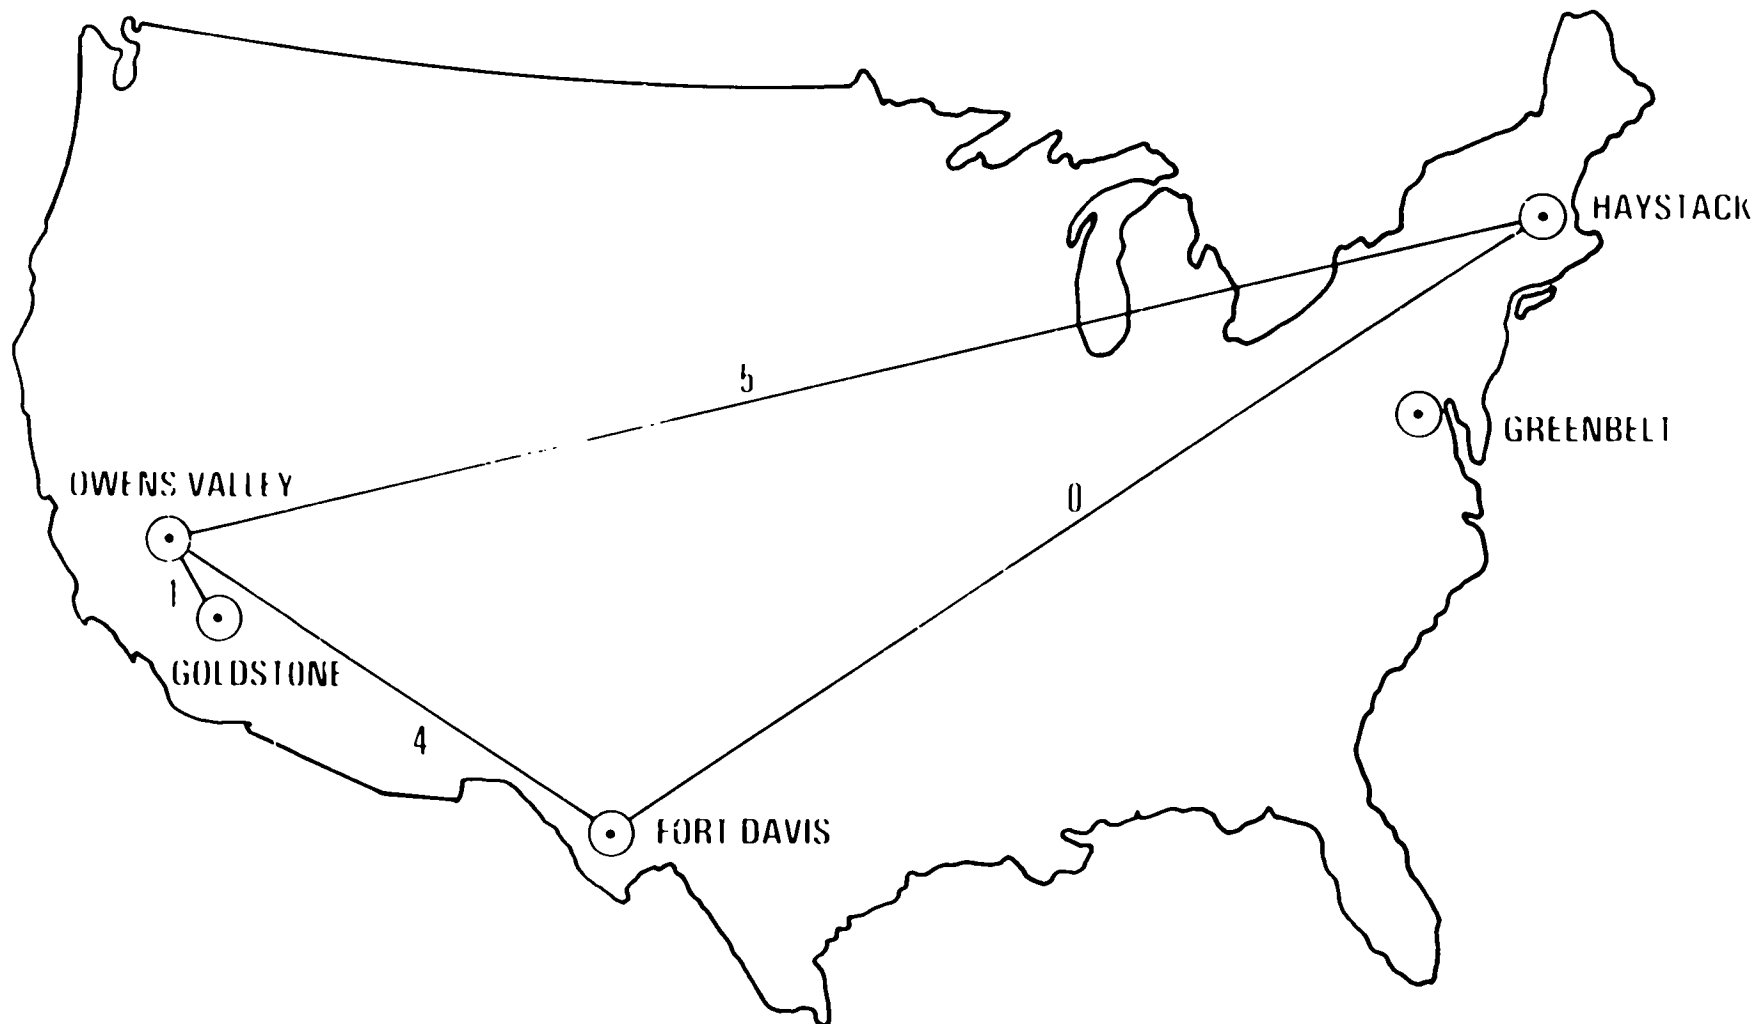 HAYSTACK
5
GREENBELT
OWENS VALLEY
0
1
GOLDSTONE
4
FORT DAVIS